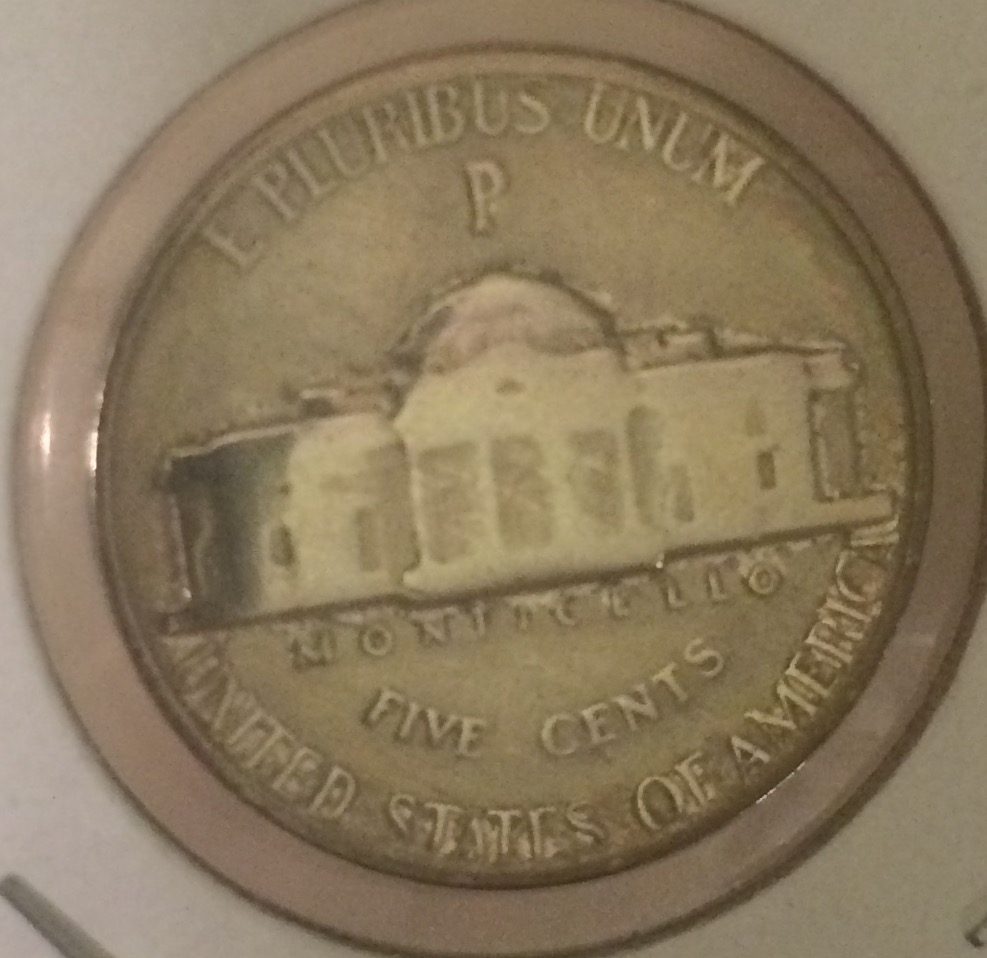 E PLURIBUS UNUM
P
MONTICELLO
FIVE CENTS
UNITED STATES OF AMERICA